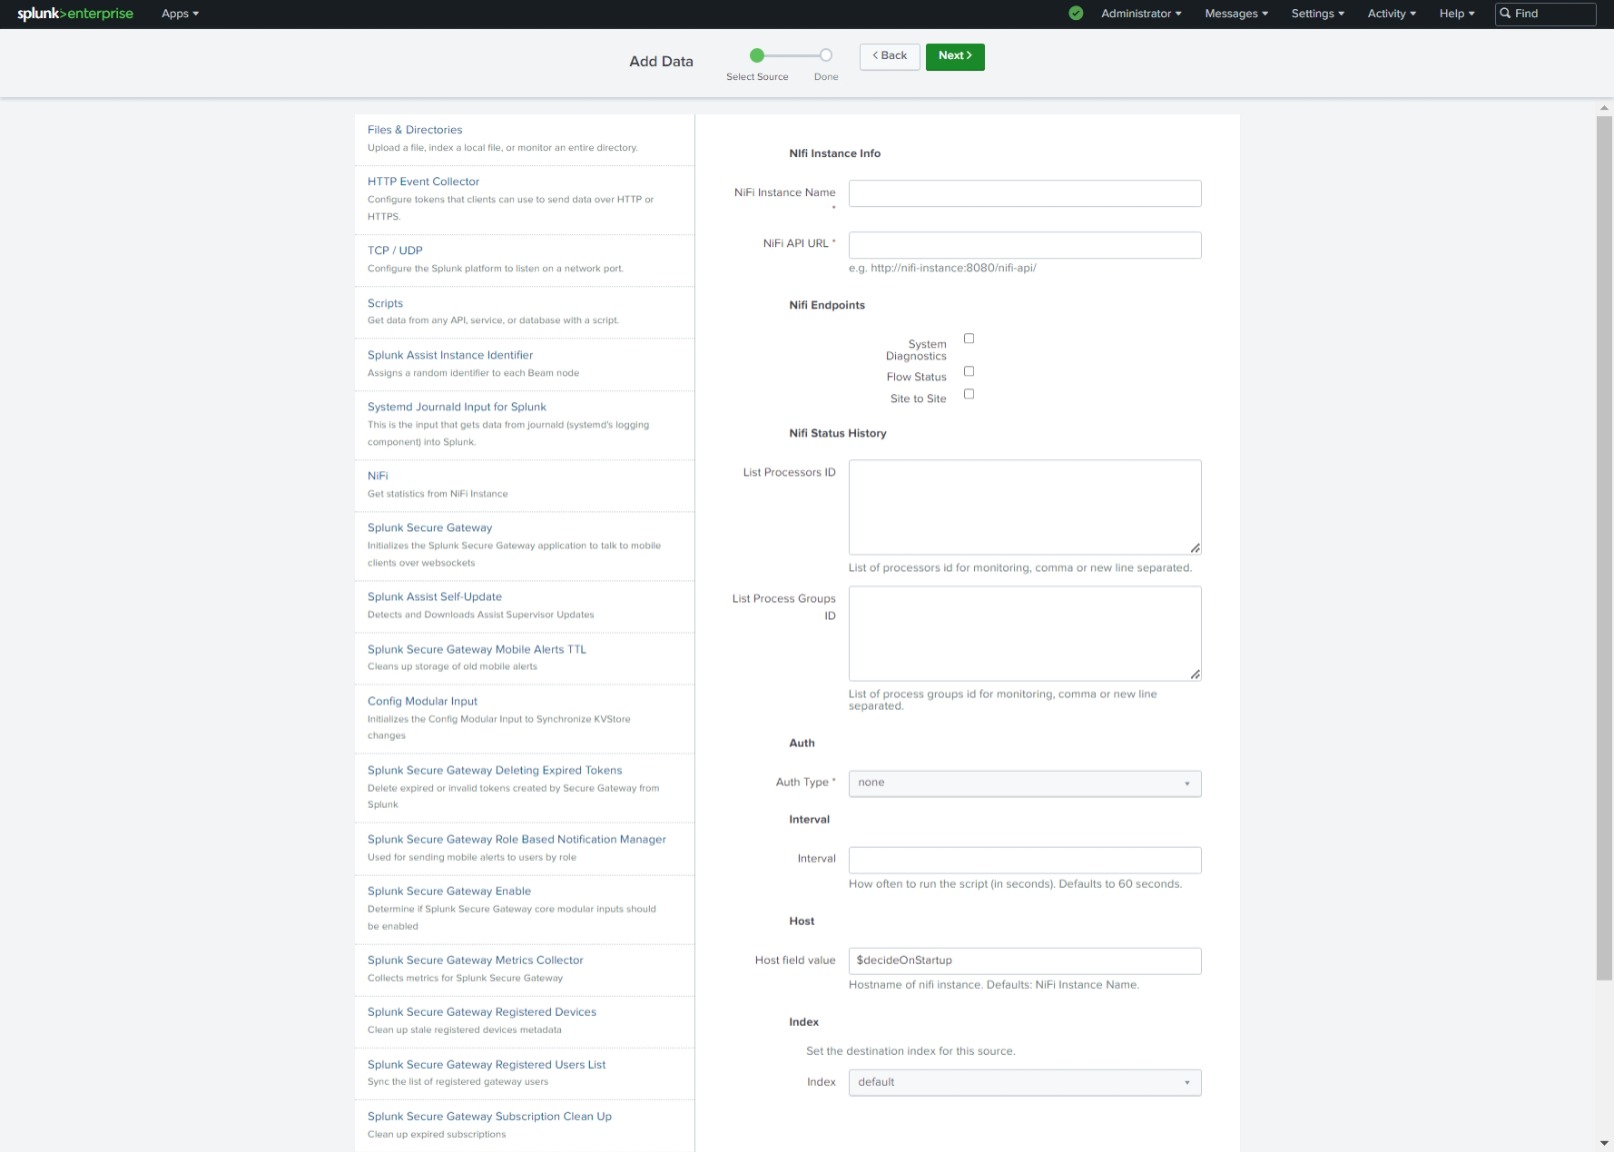 splunk>enterprise Apps Administrator Messages Settings Activity Help Find
Add Data
Select Source
Done
< Back
Next >
Files & Directories
Upload a file, index a local file, or monitor an entire directory.
HTTP Event Collector
Configure tokens that clients can use to send data over HTTP or
HTTPS.
TCP / UDP
Configure the Splunk platform to listen on a network port.
Scripts
Get data from any API, service, or database with a script.
Splunk Assist Instance Identifier
Assigns a random identifier to each Beam node
Systemd Journald Input for Splunk
This is the input that gets data from journald (systemd's logging
component) into Splunk.
NiFi
Get statistics from NiFi Instance
Splunk Secure Gateway
Initializes the Splunk Secure Gateway application to talk to mobile
clients over websockets
Splunk Assist Self-Update
Detects and Downloads Assist Supervisor Updates
Splunk Secure Gateway Mobile Alerts TTL
Cleans up storage of old mobile alerts
Config Modular Input
Initializes the Config Modular Input to Synchronize KVStore
changes
Splunk Secure Gateway Deleting Expired Tokens
Delete expired or invalid tokens created by Secure Gateway from
Splunk
Splunk Secure Gateway Role Based Notification Manager
Used for sending mobile alerts to users by role
Splunk Secure Gateway Enable
Determine if Splunk Secure Gateway core modular inputs should
be enabled
Splunk Secure Gateway Metrics Collector
Collects metrics for Splunk Secure Gateway
Splunk Secure Gateway Registered Devices
Clean up stale registered devices metadata
Splunk Secure Gateway Registered Users List
Sync the list of registered gateway users
Splunk Secure Gateway Subscription Clean Up
Clean up expired subscriptions
NIfi Instance Info
NiFi Instance Name
*
NiFi API URL *
e.g. http://nifi-instance:8080/nifi-api/
Nifi Endpoints
System
Diagnostics
Flow Status
Site to Site
Nifi Status History
List Processors ID
List of processors id for monitoring, comma or new line separated.
List Process Groups
ID
List of process groups id for monitoring, comma or new line
separated.
Auth
Auth Type * none
Interval
Interval
How often to run the script (in seconds). Defaults to 60 seconds.
Host
Host field value $decideOnStartup
Hostname of nifi instance. Defaults: NiFi Instance Name.
Index
Set the destination index for this source.
Index default